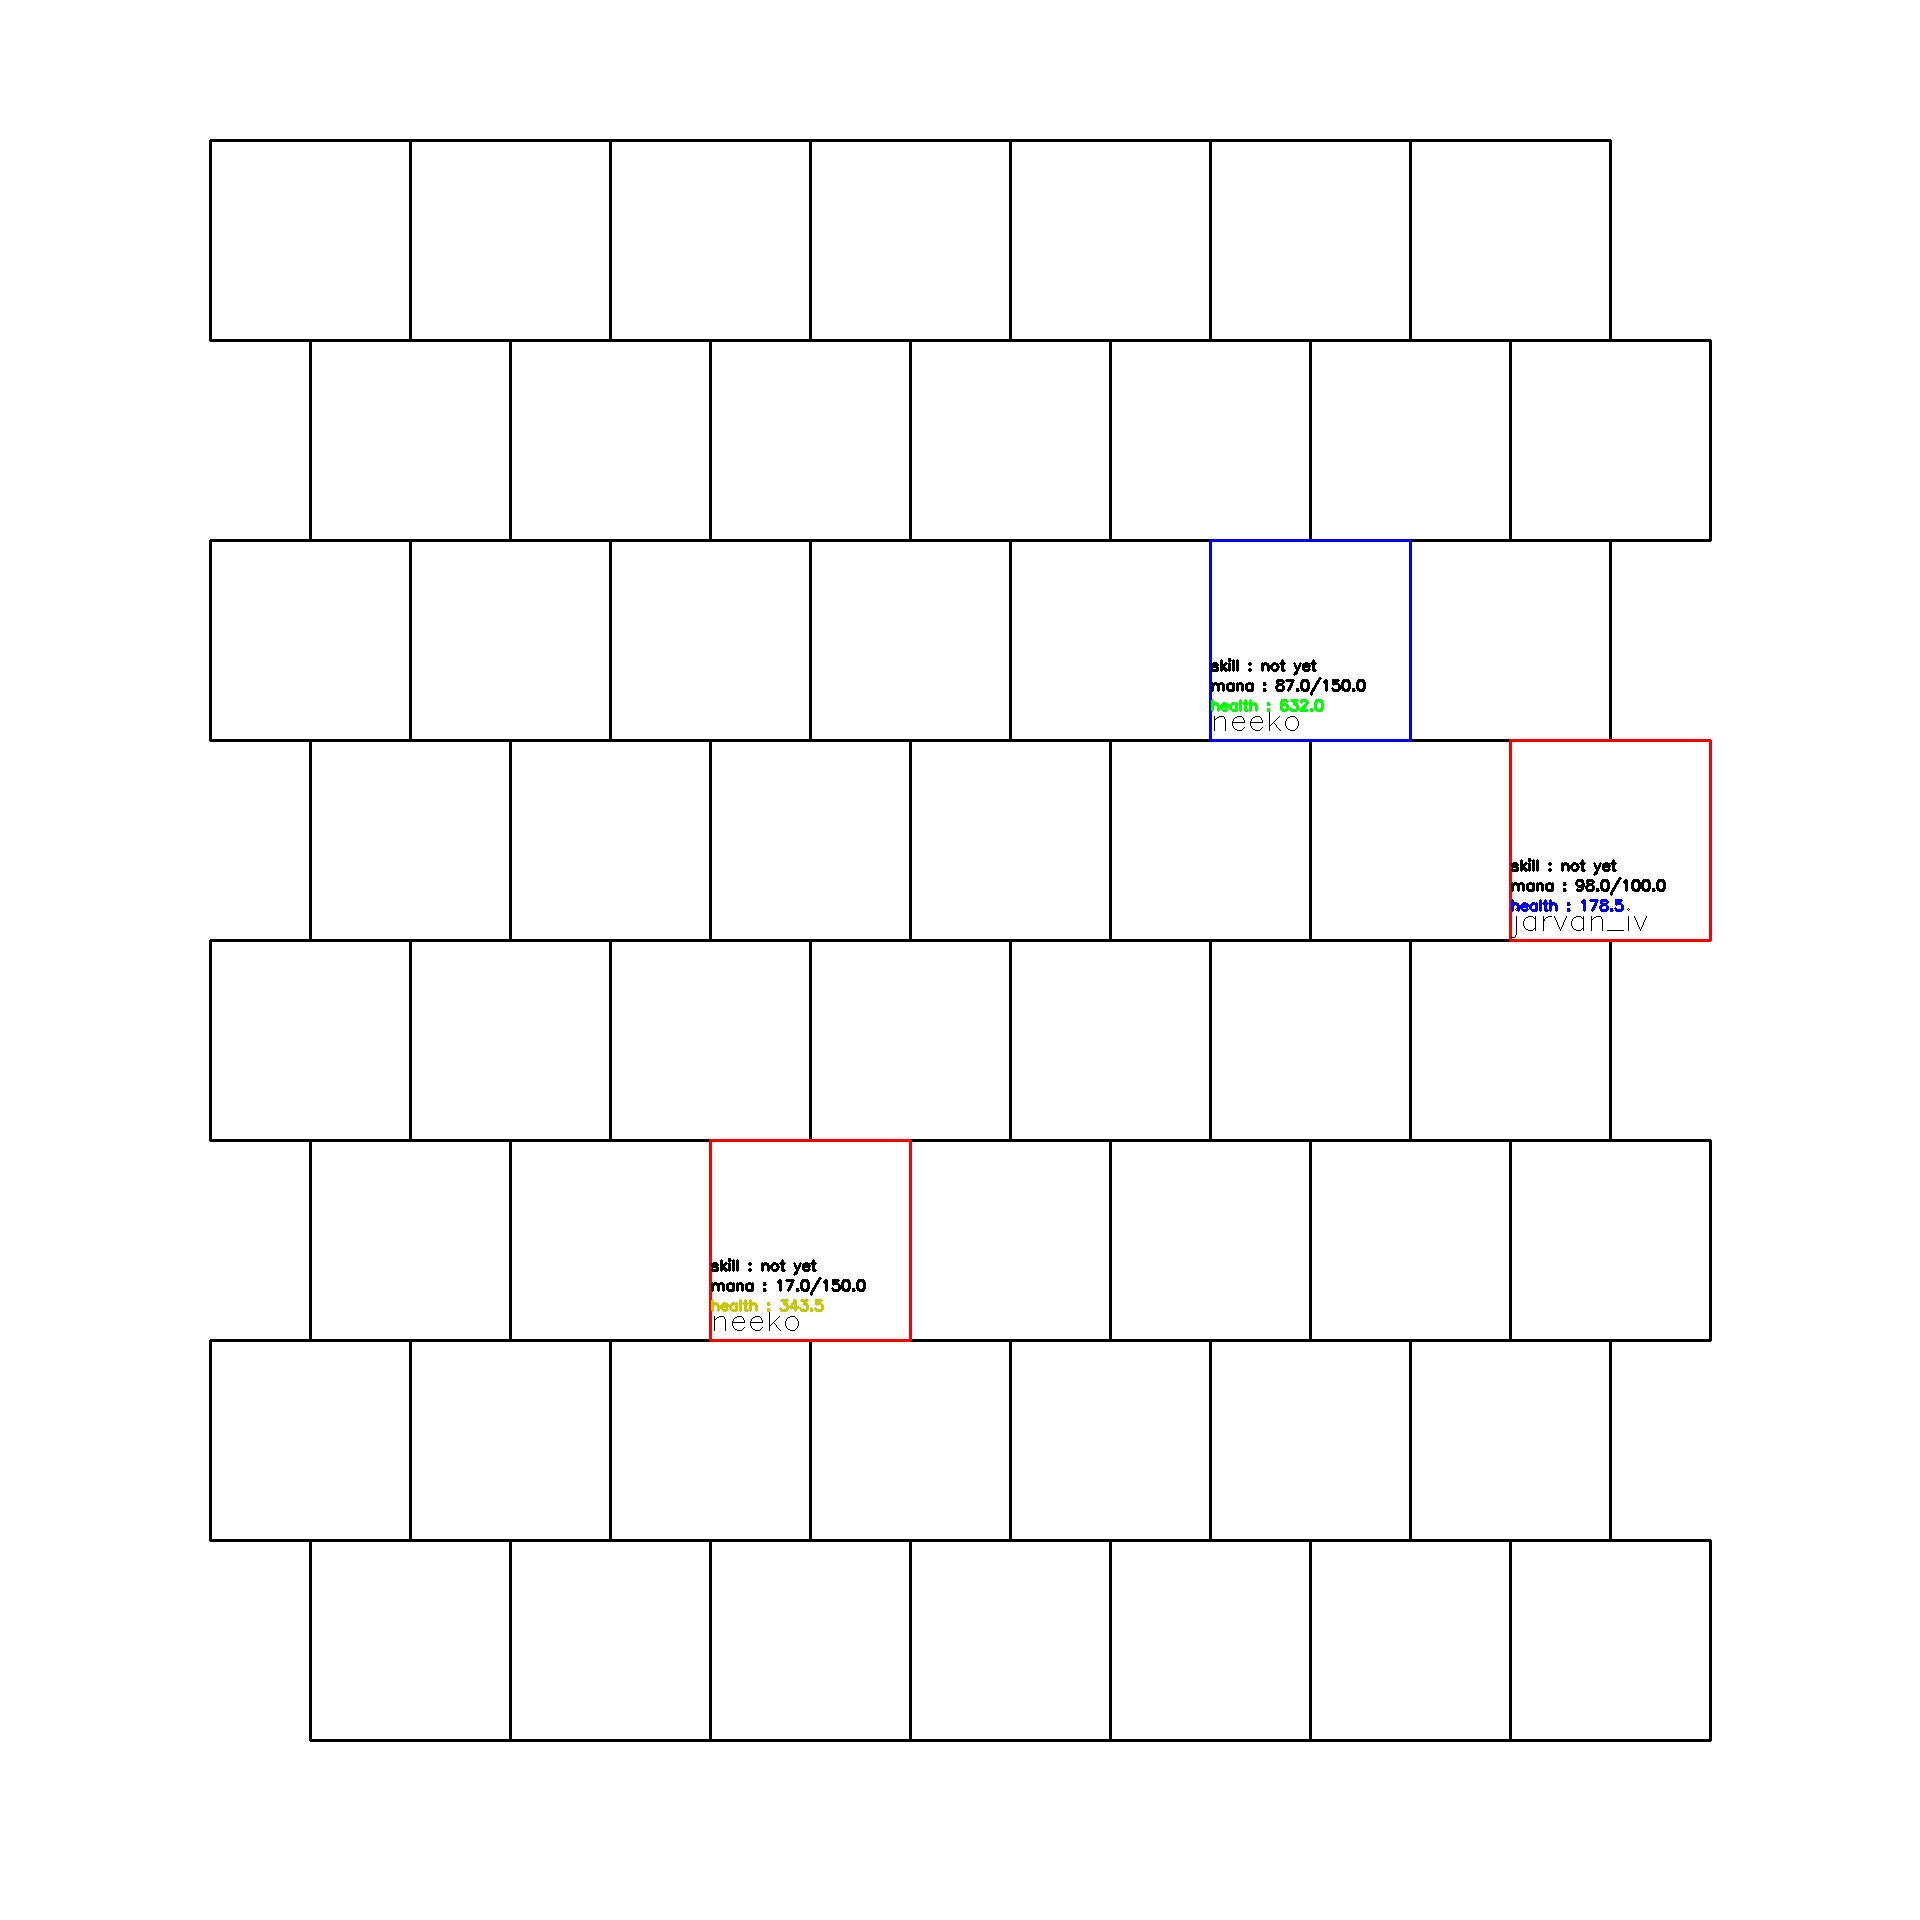 skill : not yet
mana : 87.0/150.0
health : 632.0
neeko
skill : not yet
mana : 98.0/100.0
health : 178.5
jarvan_iv
skill : not yet
mana : 17.0/150.0
health : 343.5
neeko